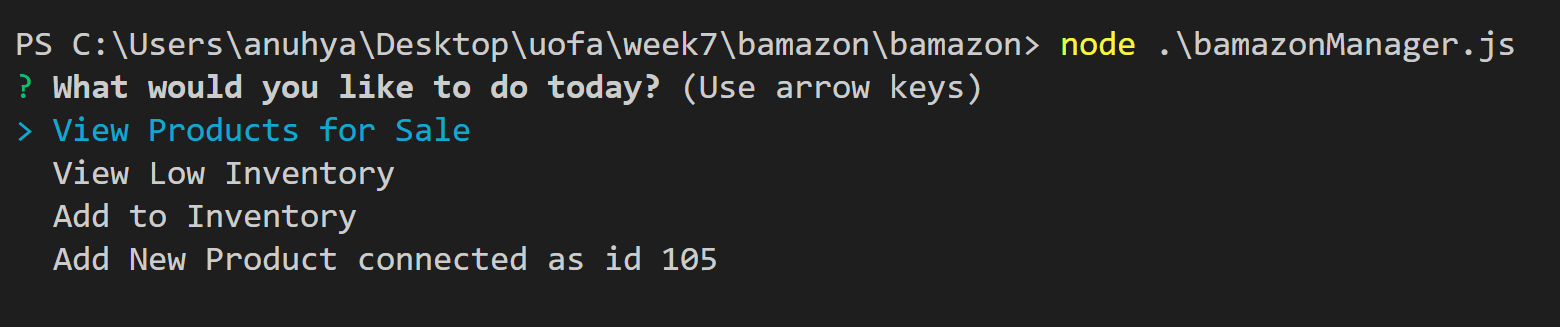 PS C:\Users\anuhya\Desktop\uofa\week7\bamazon\bamazon> node .\bamazonManager.js
? What would you like to do today? (Use arrow keys)
> View Products for Sale
  View Low Inventory
  Add to Inventory
  Add New Product connected as id 105